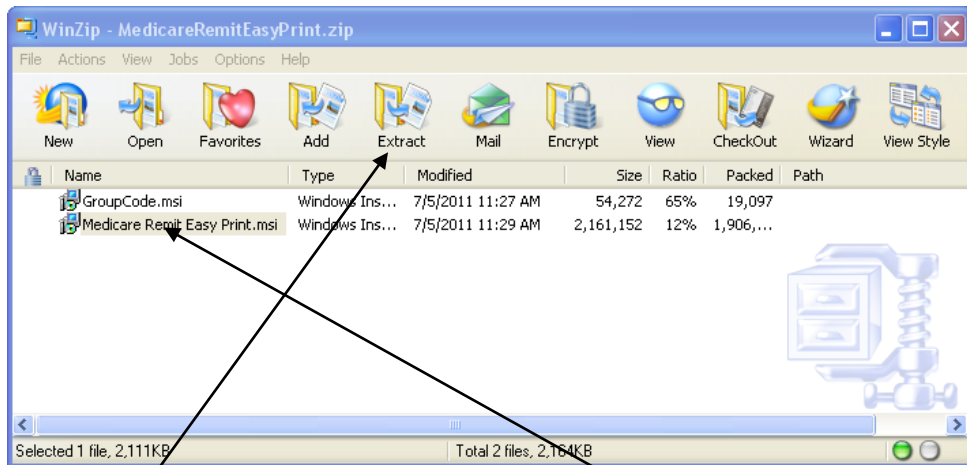 WinZip - MedicareRemitEasyPrint.zip
File Actions View Jobs Options Help
New Open Favorites Add Extract Mail Encrypt View CheckOut Wizard View Style
Name Type Modified Size Ratio Packed Path
GroupCode.msi Windows Ins... 7/5/2011 11:27 AM 54,272 65% 19,097
Medicare Remit Easy Print.msi Windows Ins... 7/5/2011 11:29 AM 2,161,152 12% 1,906,...
Selected 1 file, 2,111KB Total 2 files, 2,164KB